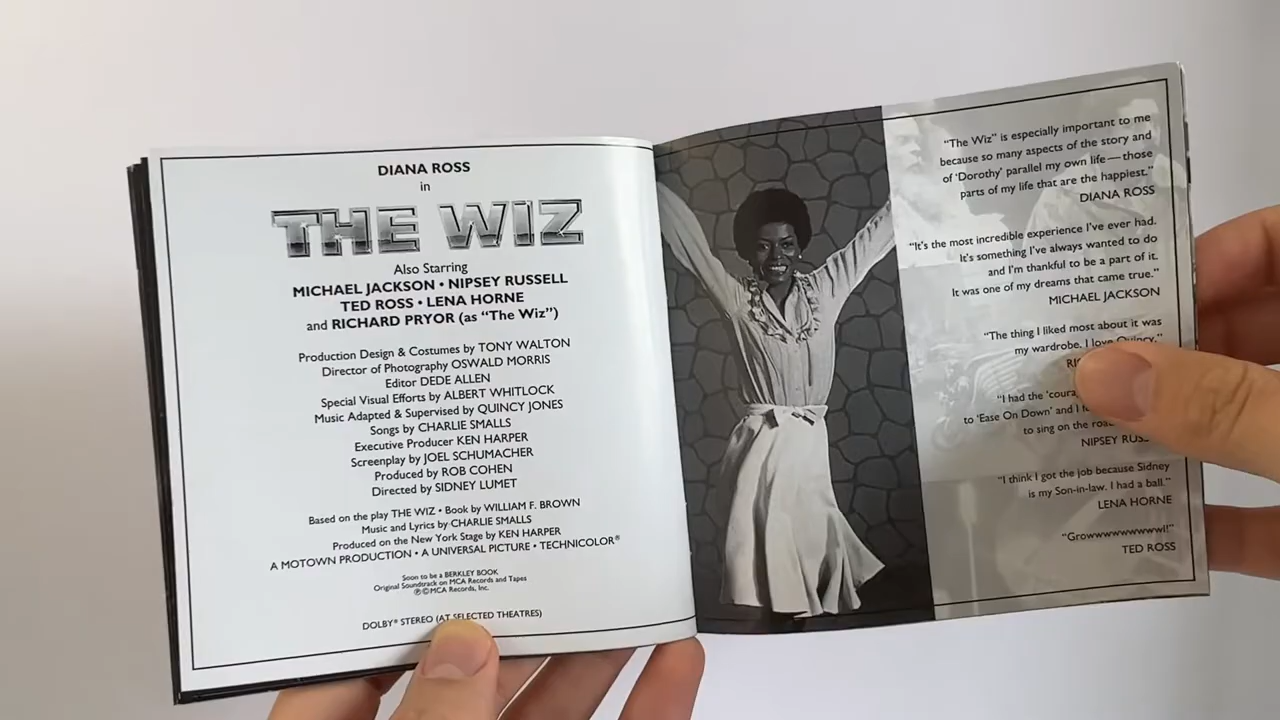 DIANA ROSS
in
THE WIZ
Also Starring
MICHAEL JACKSON • NIPSEY RUSSELL
TED ROSS • LENA HORNE
and RICHARD PRYOR (as "The Wiz")
Production Design & Costumes by TONY WALTON
Director of Photography OSWALD MORRIS
Editor DEDE ALLEN
Special Visual Efforts by ALBERT WHITLOCK
Music Adapted & Supervised by QUINCY JONES
Songs by CHARLIE SMALLS
Executive Producer KEN HARPER
Screenplay by JOEL SCHUMACHER
Produced by ROB COHEN
Directed by SIDNEY LUMET
Based on the play THE WIZ • Book by WILLIAM F. BROWN
Music and Lyrics by CHARLIE SMALLS
Produced on the New York Stage by KEN HARPER
A MOTOWN PRODUCTION • A UNIVERSAL PICTURE • TECHNICOLOR®
Soon to be a BERKLEY BOOK
Original Soundtrack on MCA Records and Tapes
℗©MCA Records, Inc.
DOLBY® STEREO (AT SELECTED THEATRES)
"The Wiz" is especially important to me
because so many aspects of the story and
of 'Dorothy' parallel my own life—those
parts of my life that are the happiest."
DIANA ROSS
"It's the most incredible experience I've ever had.
It's something I've always wanted to do
and I'm thankful to be a part of it.
It was one of my dreams that came true."
MICHAEL JACKSON
"The thing I liked most about it was
my wardrobe. I love Quincy."
"I had the
to 'Ease On Down' and I
to sing on the
NIPSEY
"I think I got the job because Sidney
is my Son-in-law. I had a ball."
LENA HORNE
"Growwwwwwwwl!"
TED ROSS